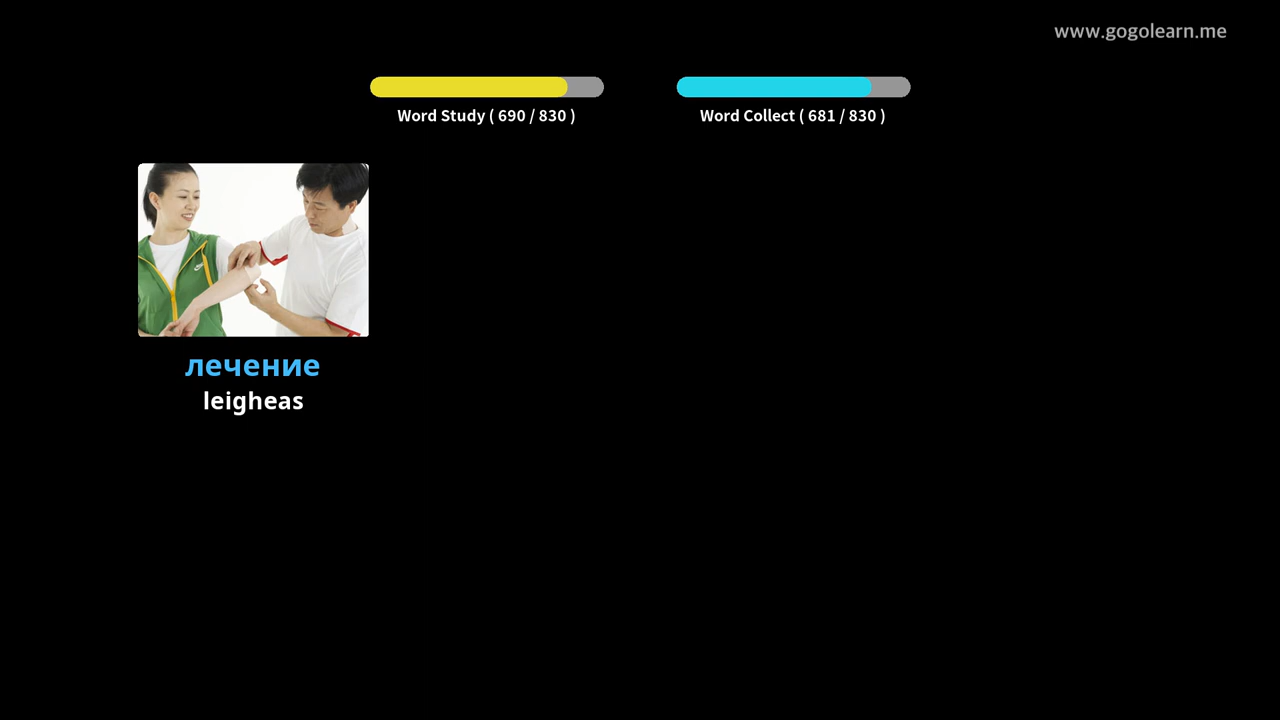 www.gogolearn.me
Word Study ( 690 / 830 )
Word Collect ( 681 / 830 )
лечение
leigheas